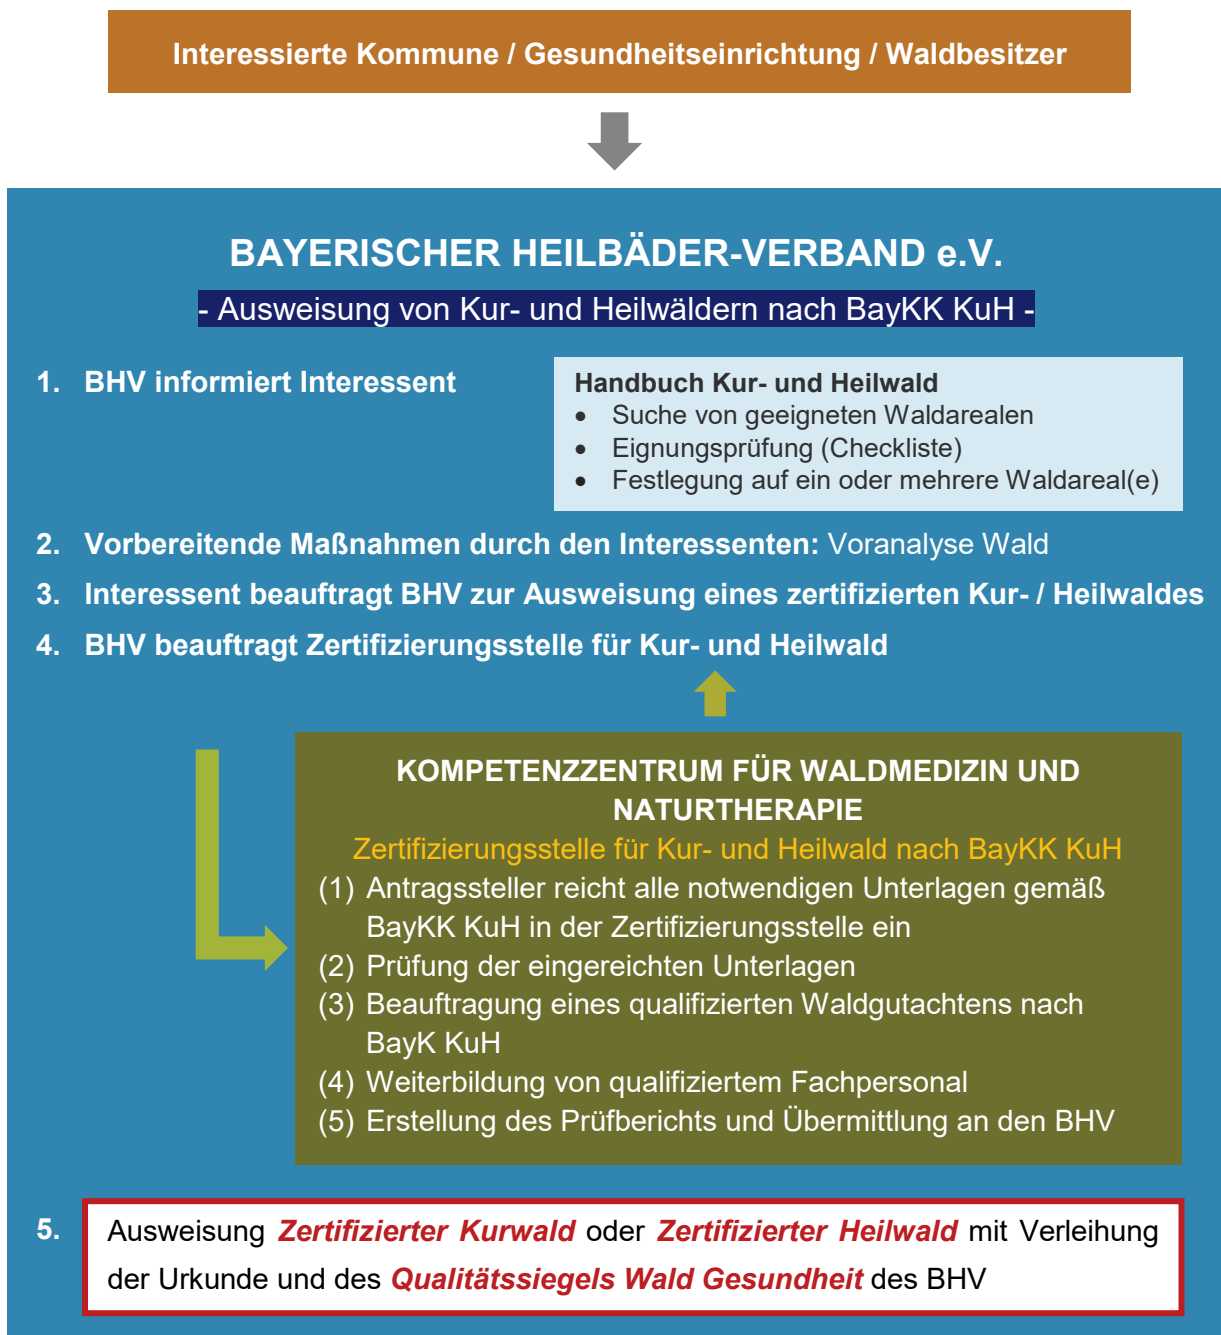 Interessierte Kommune / Gesundheitseinrichtung / Waldbesitzer
BAYERISCHER HEILBÄDER-VERBAND e.V.
- Ausweisung von Kur- und Heilwäldern nach BayKK KuH -
1. BHV informiert Interessent
Handbuch Kur- und Heilwald
• Suche von geeigneten Waldarealen
• Eignungsprüfung (Checkliste)
• Festlegung auf ein oder mehrere Waldareal(e)
2. Vorbereitende Maßnahmen durch den Interessenten: Voranalyse Wald
3. Interessent beauftragt BHV zur Ausweisung eines zertifizierten Kur- / Heilwaldes
4. BHV beauftragt Zertifizierungsstelle für Kur- und Heilwald
KOMPETENZZENTRUM FÜR WALDMEDIZIN UND
NATURTHERAPIE
Zertifizierungsstelle für Kur- und Heilwald nach BayKK KuH
(1) Antragssteller reicht alle notwendigen Unterlagen gemäß
BayKK KuH in der Zertifizierungsstelle ein
(2) Prüfung der eingereichten Unterlagen
(3) Beauftragung eines qualifizierten Waldgutachtens nach
BayK KuH
(4) Weiterbildung von qualifiziertem Fachpersonal
(5) Erstellung des Prüfberichts und Übermittlung an den BHV
5. Ausweisung Zertifizierter Kurwald oder Zertifizierter Heilwald mit Verleihung
der Urkunde und des Qualitätssiegels Wald Gesundheit des BHV